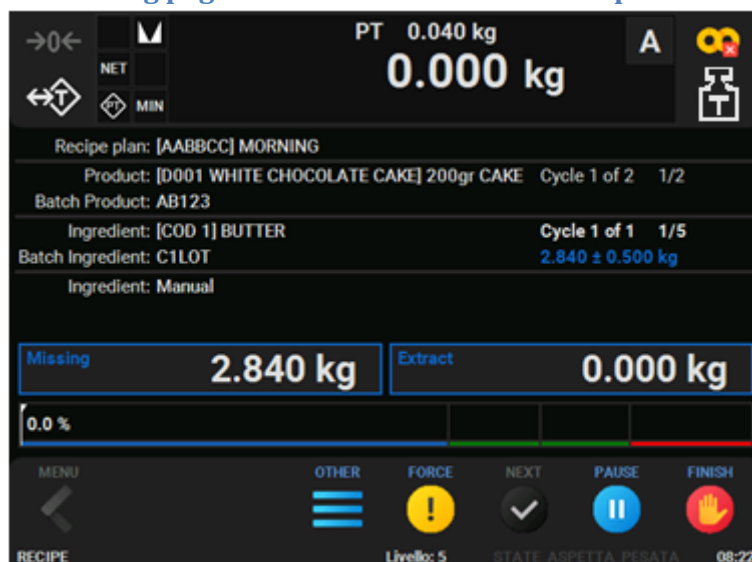 →0← PT 0.040 kg A
NET 0.000 kg
↔T PT MIN T
Recipe plan: [AABBCC] MORNING
Product: [D001 WHITE CHOCOLATE CAKE] 200gr CAKE Cycle 1 of 2 1/2
Batch Product: AB123
Ingredient: [COD 1] BUTTER Cycle 1 of 1 1/5
Batch Ingredient: C1LOT 2.840 ± 0.500 kg
Ingredient: Manual
Missing 2.840 kg Extract 0.000 kg
0.0 %
MENU OTHER FORCE NEXT PAUSE FINISH
RECIPE Livello: 5 STATE ASPETTA PESATA 08:22